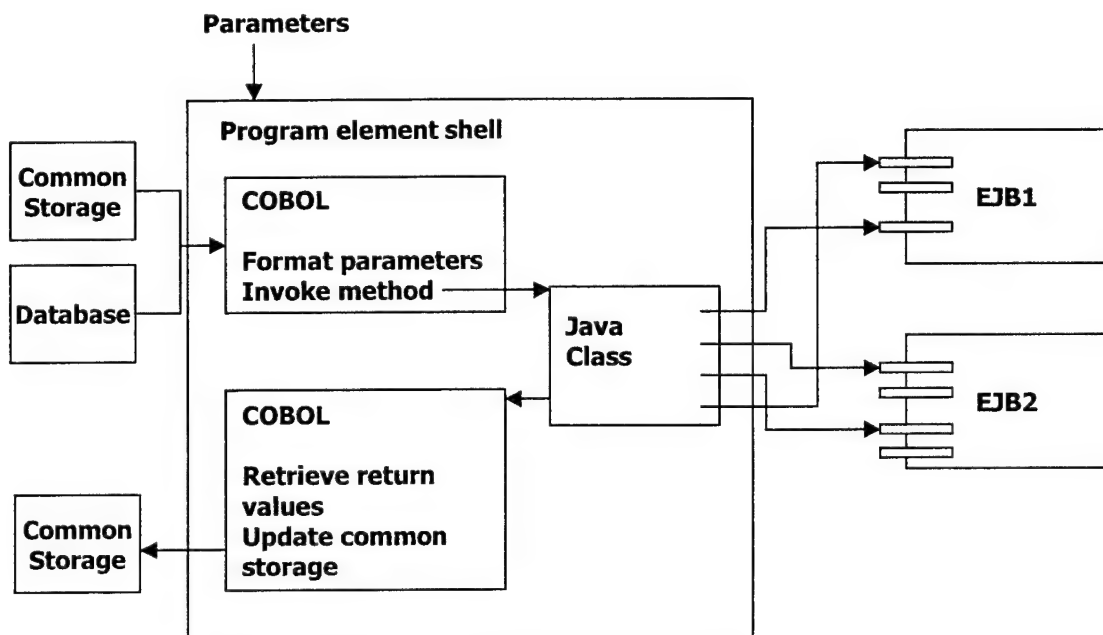 Parameters
Program element shell
Common
Storage
Database
COBOL
Format parameters
Invoke method
Java
Class
EJB1
EJB2
COBOL
Retrieve return
values
Update common
storage
Common
Storage